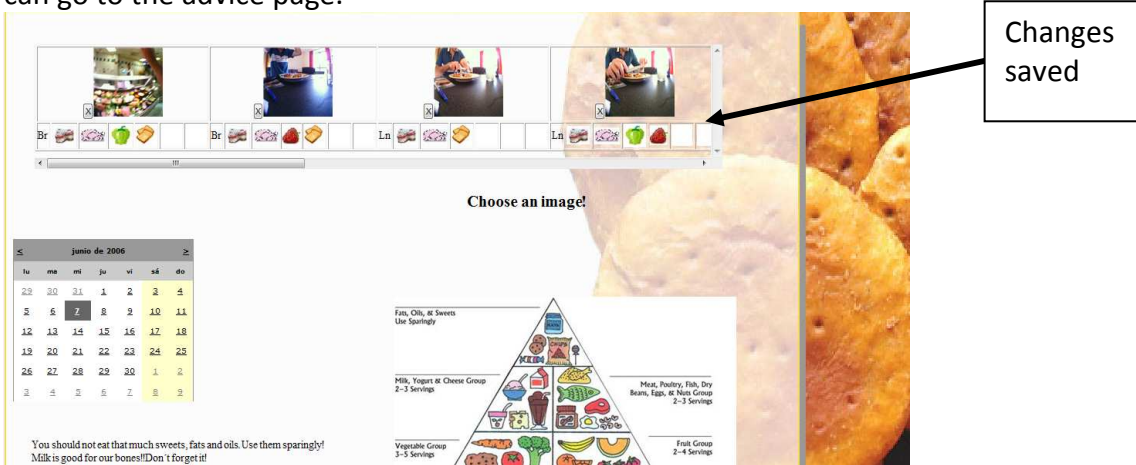 can go to the advice page.
Changes
saved
X X X X
Br Br Ln Ln
Choose an image!
< junio de 2006 >
lu ma mi ju vi sá do
29 30 31 1 2 3 4
5 6 7 8 9 10 11
12 13 14 15 16 17 18
19 20 21 22 23 24 25
26 27 28 29 30 1 2
3 4 5 6 7 8 9
Fats, Oils, & Sweets
Use Sparingly
CHIPS
Milk, Yogurt & Cheese Group
2–3 Servings
Meat, Poultry, Fish, Dry
Beans, Eggs, & Nuts Group
2–3 Servings
Vegetable Group
3–5 Servings
Fruit Group
2–4 Servings
You should not eat that much sweets, fats and oils. Use them sparingly!
Milk is good for our bones!!Don´t forget it!